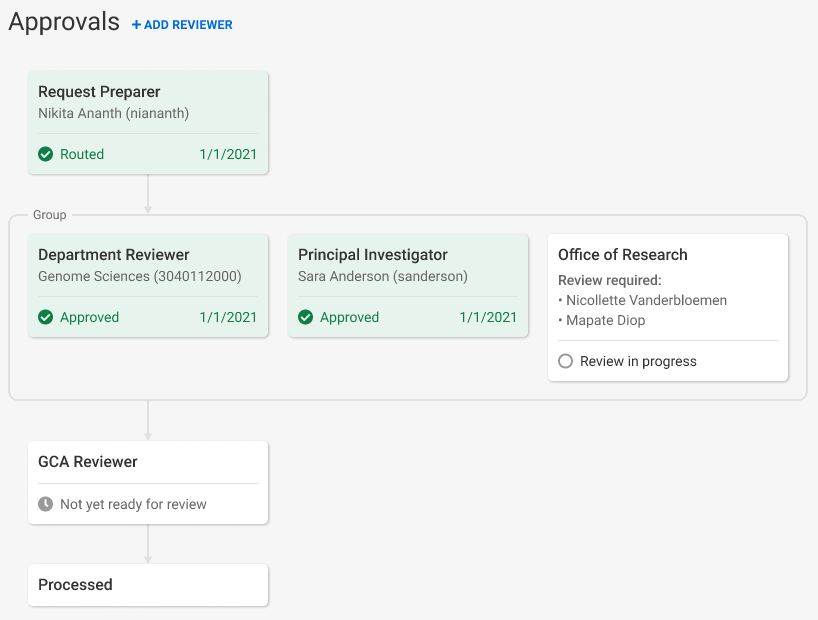 Approvals
+ ADD REVIEWER
Request Preparer
Nikita Ananth (niananth)
Routed 1/1/2021
Group
Department Reviewer
Genome Sciences (3040112000)
Approved 1/1/2021
Principal Investigator
Sara Anderson (sanderson)
Approved 1/1/2021
Office of Research
Review required:
• Nicollette Vanderbloemen
• Mapate Diop
Review in progress
GCA Reviewer
Not yet ready for review
Processed